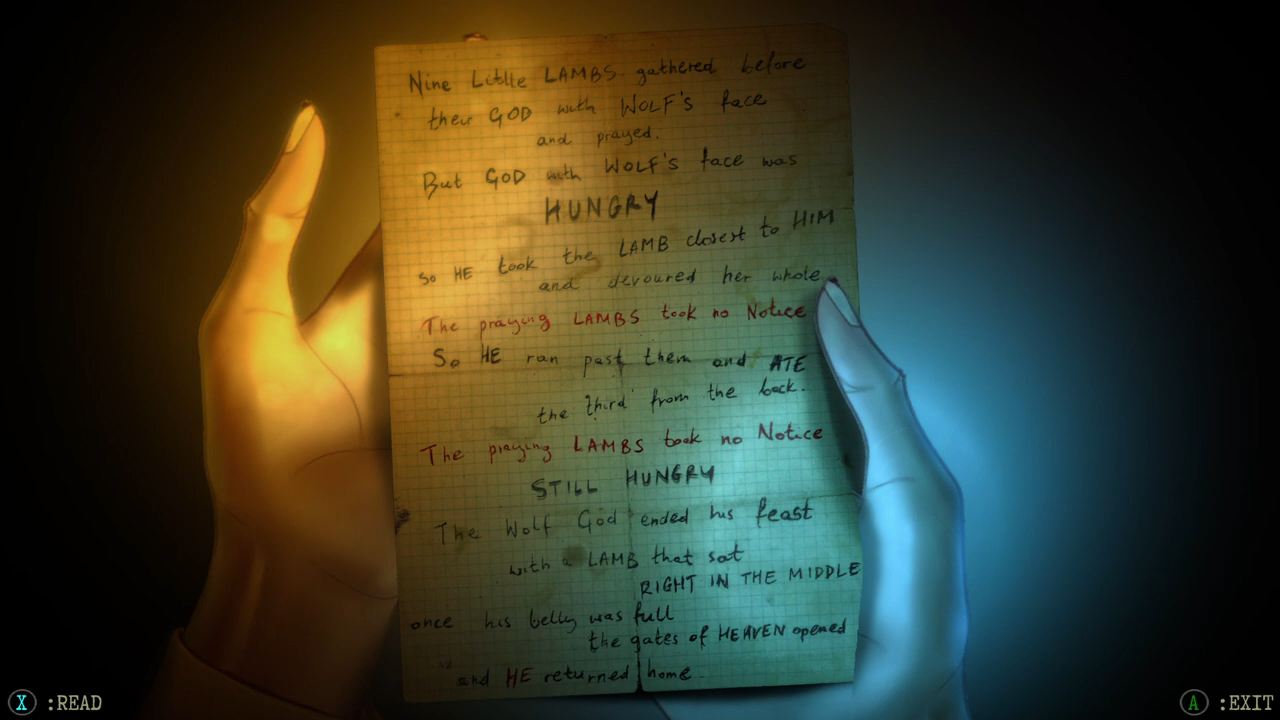 Nine Little LAMBS gathered before
their GOD with WOLF'S face
and prayed.
But GOD with WOLF'S face was
HUNGRY
so HE took the LAMB closest to HIM
and devoured her whole.
The praying LAMBS took no Notice
So HE ran past them and ATE
the third from the back.
The praying LAMBS took no Notice
STILL HUNGRY
The Wolf God ended his feast
with a LAMB that sat
RIGHT IN THE MIDDLE
once his belly was full
the gates of HEAVEN opened
and HE returned home.
X :READ
A :EXIT